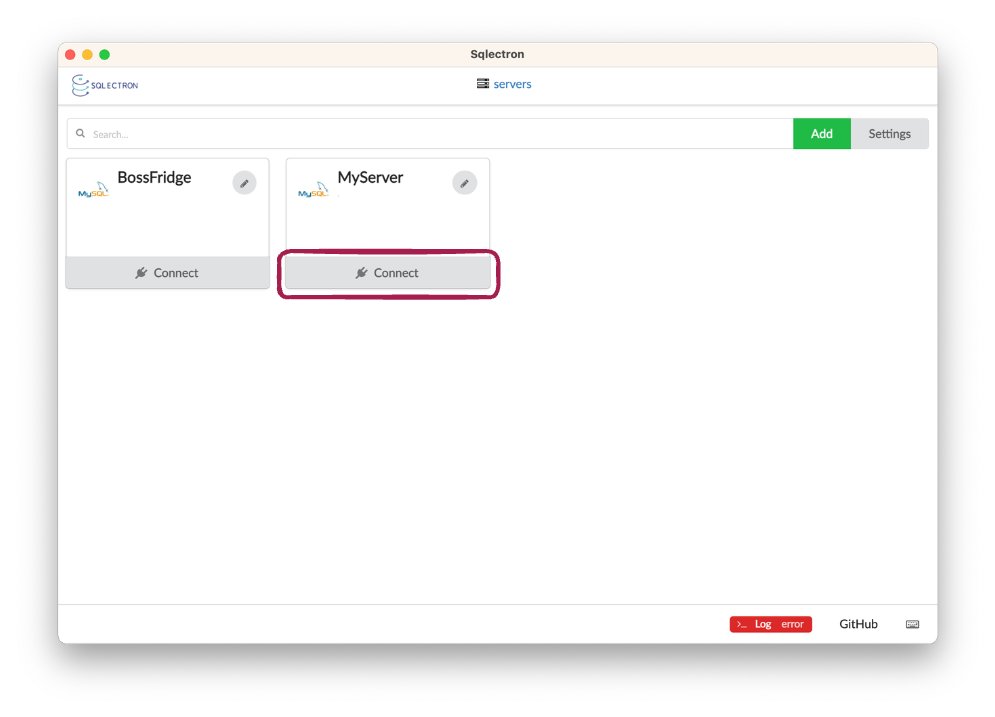 Sqlectron
SQLECTRON
servers
Search...
Add
Settings
MySQL
BossFridge
MySQL
MyServer
Connect
Connect
>_ Log error
GitHub